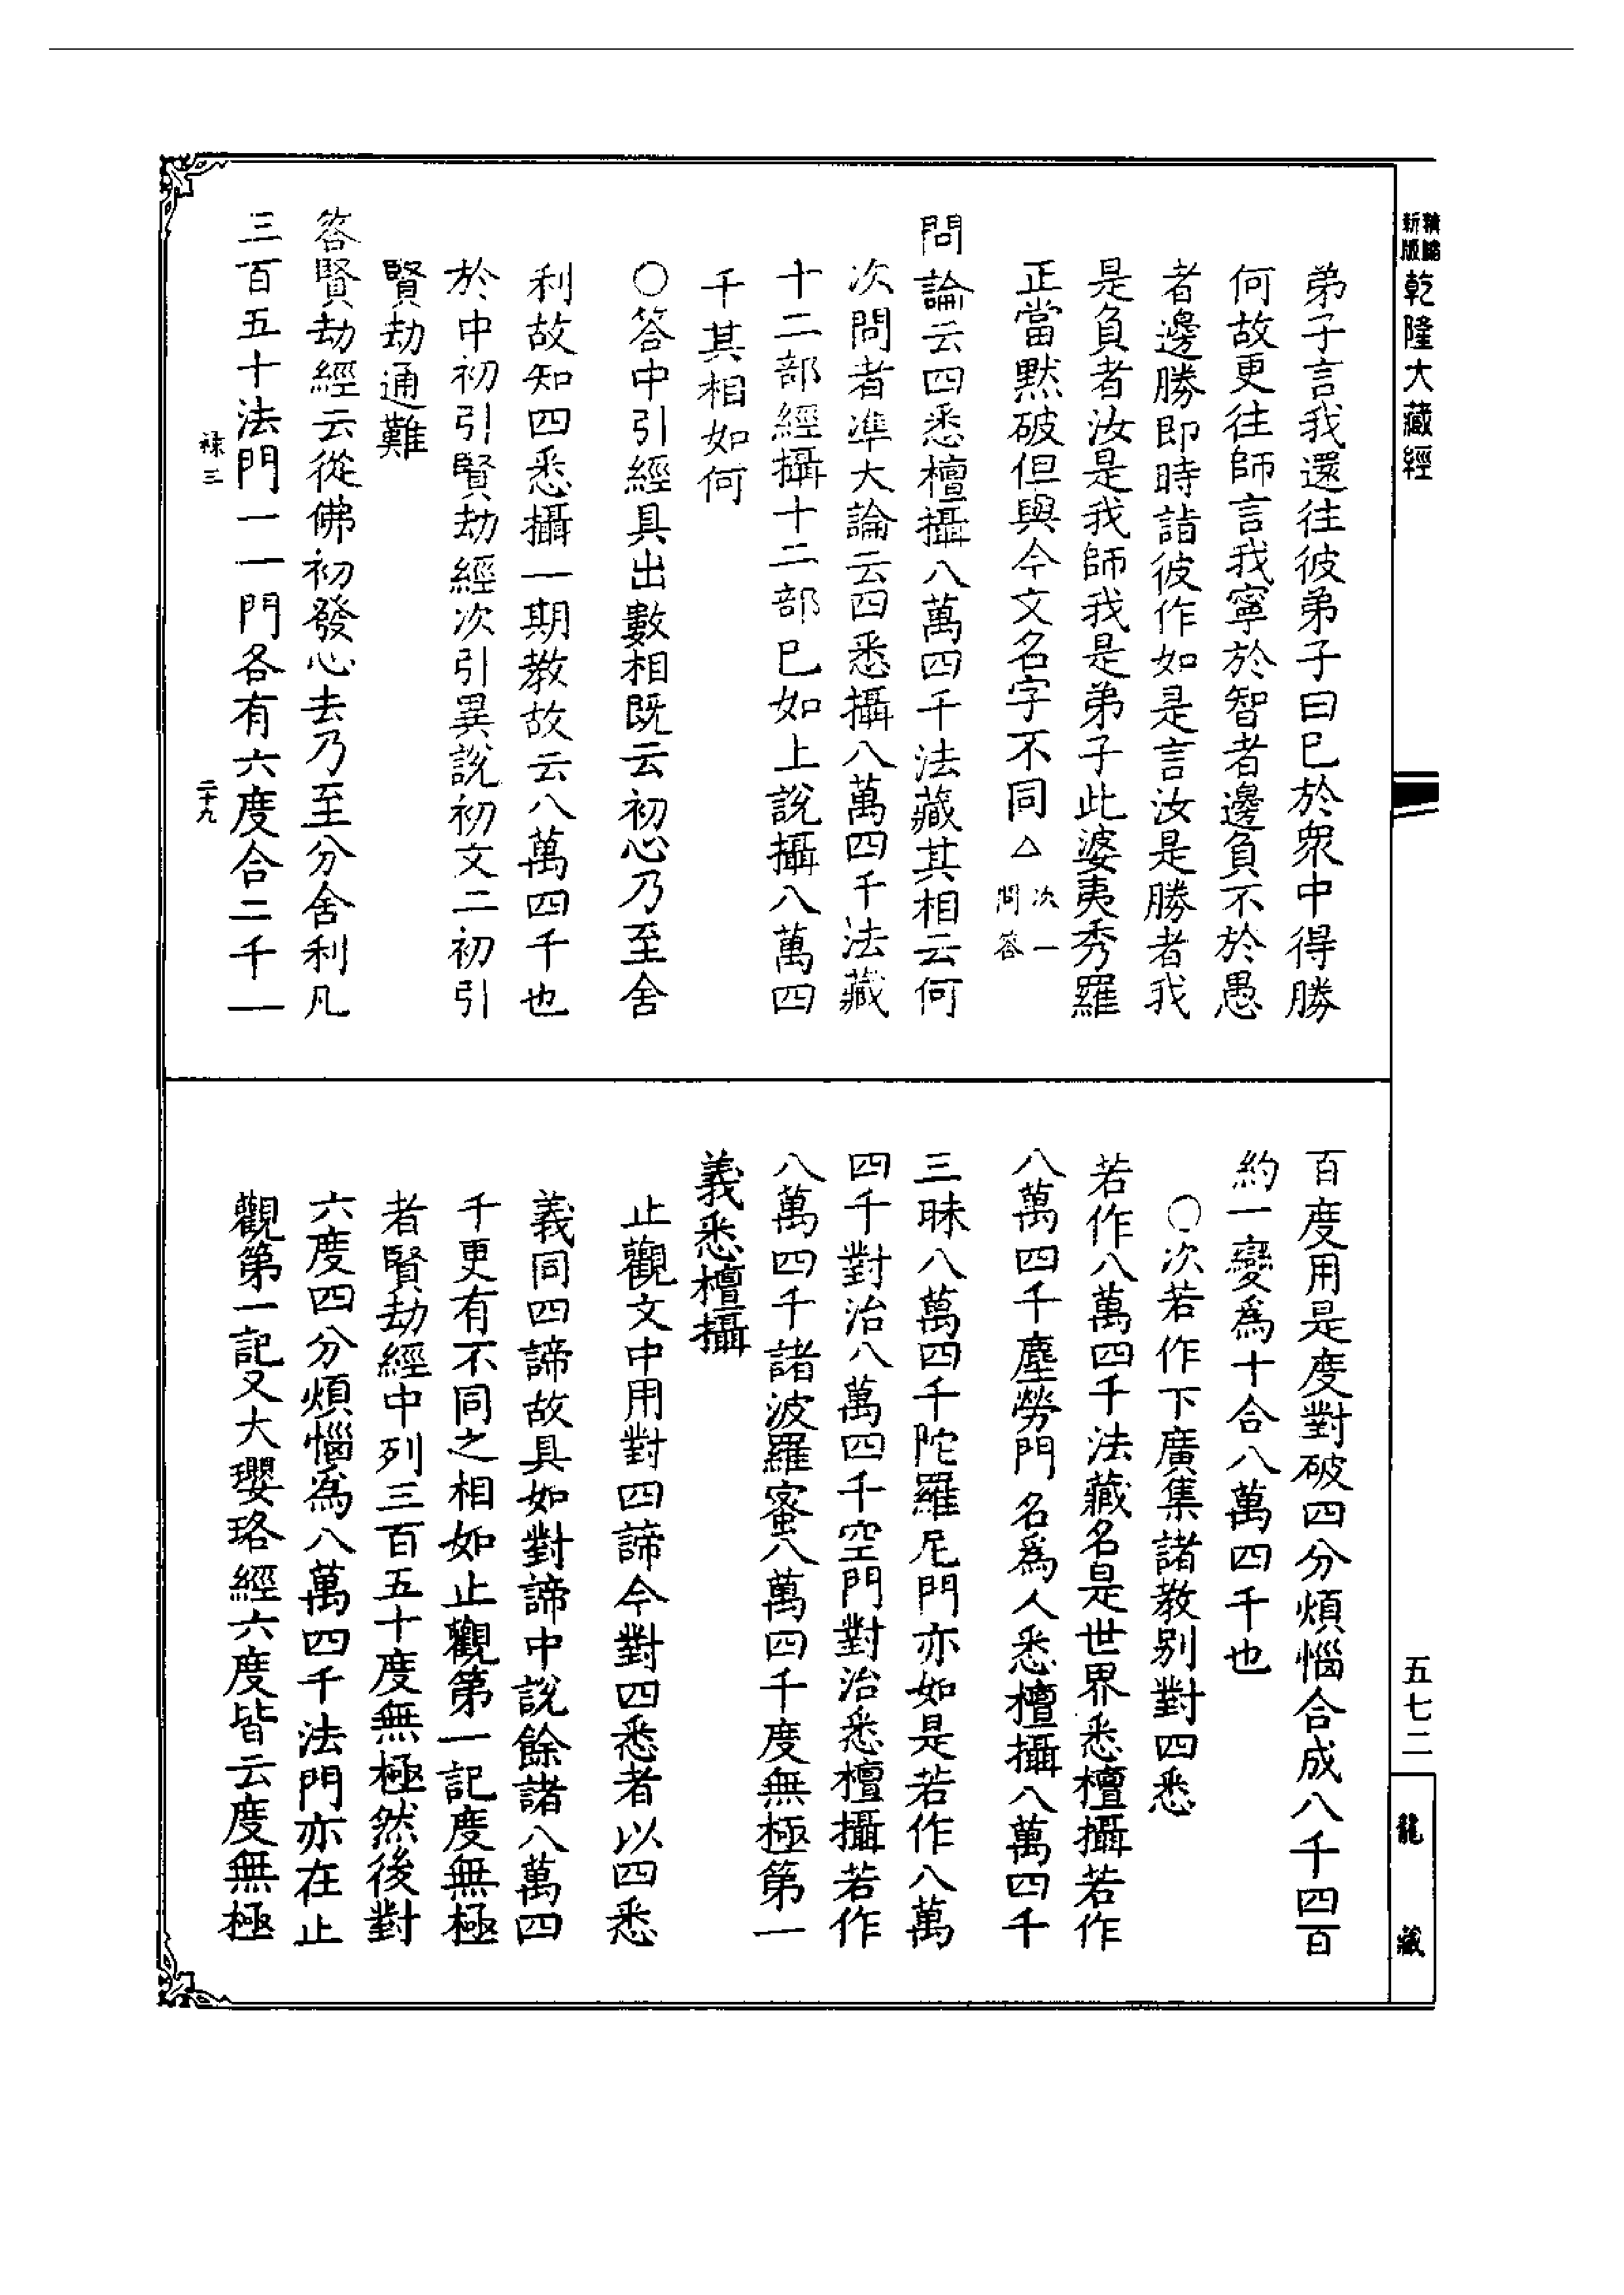 新版
精縮
乾隆大藏經
弟子言我還往彼弟子曰已於衆中得勝
何故更往師言我寧於智者邊負不於愚
者邊勝即時詣彼作如是言汝是勝者我
是負者汝是我師我是弟子此婆夷秀羅
正當默破但與今文名字不同△次一問答
問論云四悉檀攝八萬四千法藏其相云何
次問者準大論云四悉攝八萬四千法藏
十二部經攝十二部已如上說攝八萬四
千其相如何
○答中引經具出數相既云初心乃至舍
利故知四悉攝一期教故云八萬四千也
於中初引賢劫經次引異說初文二初引
賢劫通難
答賢劫經云從佛初發心去乃至分舍利凡
三百五十法門一一門各有六度合二千一
祿三
二十九
百度用是度對破四分煩惱合成八千四百
約一變爲十合八萬四千也
○次若作下廣集諸教別對四悉
若作八萬四千法藏名是世界悉檀攝若作
八萬四千塵勞門名爲人悉檀攝八萬四千
三昧八萬四千陀羅尼門亦如是若作八萬
四千對治八萬四千空門對治悉檀攝若作
八萬四千諸波羅蜜八萬四千度無極第一
義悉檀攝
止觀文中用對四諦今對四悉者以四悉
義同四諦故具如對諦中說餘諸八萬四
千更有不同之相如止觀第一記度無極
者賢劫經中列三百五十度無極然後對
六度四分煩惱爲八萬四千法門亦在止
觀第一記又大瓔珞經六度皆云度無極
五七二
龍藏